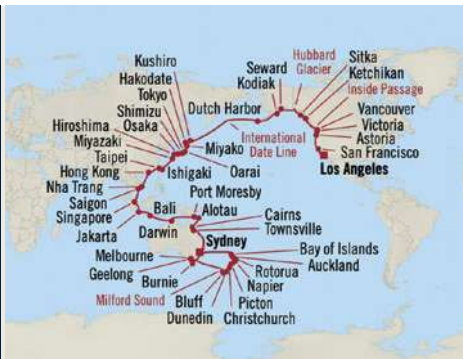 Kushiro
Hakodate
Tokyo
Shimizu
Osaka
Hiroshima
Miyazaki
Taipei
Hong Kong
Nha Trang
Saigon
Singapore
Jakarta
Bali
Darwin
Ishigaki
Miyako
Oarai
Dutch Harbor
International
Date Line
Seward
Kodiak
Hubbard
Glacier
Sitka
Ketchikan
Inside Passage
Vancouver
Victoria
Astoria
San Francisco
Los Angeles
Port Moresby
Alotau
Cairns
Townsville
Sydney
Melbourne
Geelong
Burnie
Milford Sound
Bluff
Dunedin
Bay of Islands
Auckland
Rotorua
Napier
Picton
Christchurch